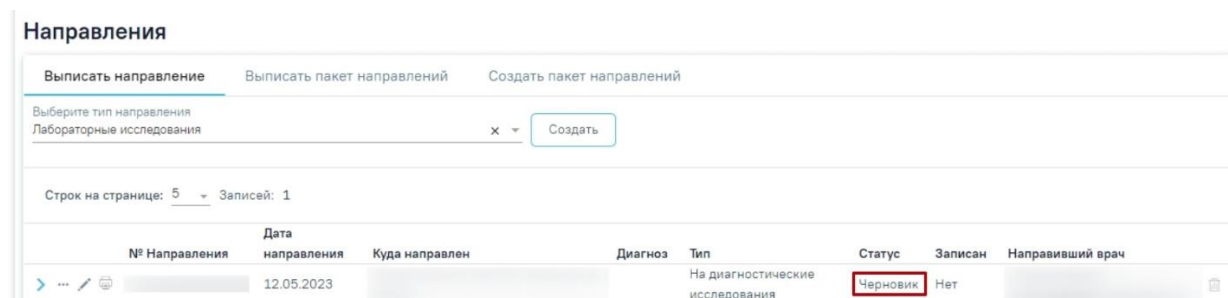 Направления
Выписать направление Выписать пакет направлений Создать пакет направлений
Выберите тип направления
Лабораторные исследования × Создать
Строк на странице: 5 Записей: 1
№ Направления Дата направления Куда направлен Диагноз Тип Статус Записан Направивший врач
12.05.2023 На диагностические исследования Черновик Нет